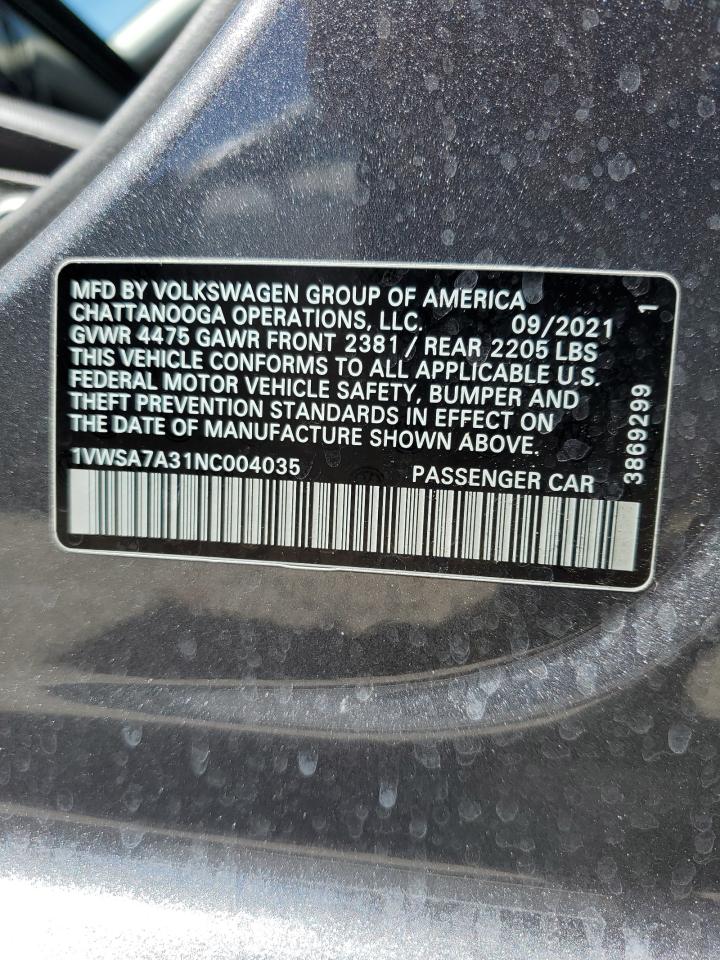 MFD BY VOLKSWAGEN GROUP OF AMERICA
CHATTANOOGA OPERATIONS, LLC. 09/2021
GVWR 4475 GAWR FRONT 2381 / REAR 2205 LBS
THIS VEHICLE CONFORMS TO ALL APPLICABLE U.S.
FEDERAL MOTOR VEHICLE SAFETY, BUMPER AND
THEFT PREVENTION STANDARDS IN EFFECT ON
THE DATE OF MANUFACTURE SHOWN ABOVE.
1VWSA7A31NC004035 PASSENGER CAR
3869299 1